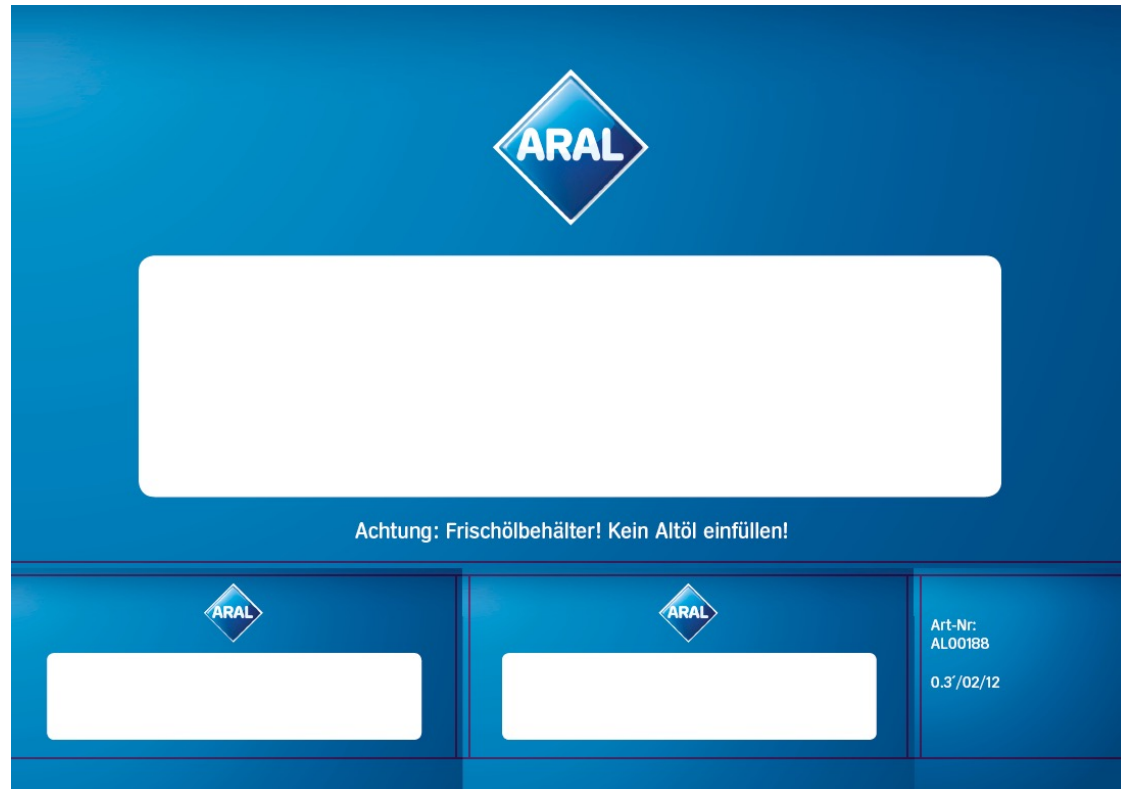 ARAL
Achtung: Frischölbehälter! Kein Altöl einfüllen!
ARAL
ARAL
Art-Nr:
AL00188
0.3´/02/12